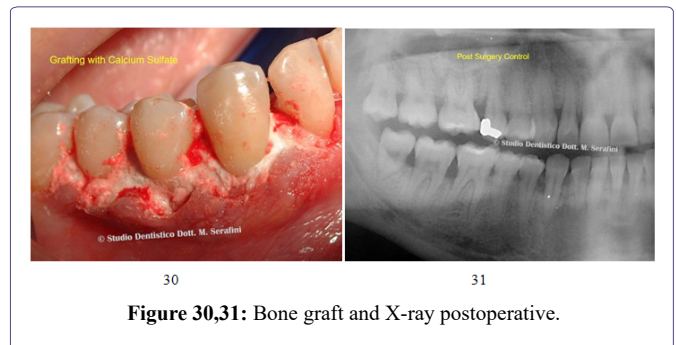 Grafting with Calcium Sulfate
Post Surgery Control
© Studio Dentistico Dott. M. Serafini
© Studio Dentistico Dott. M. Serafini
30
31
Figure 30,31: Bone graft and X-ray postoperative.